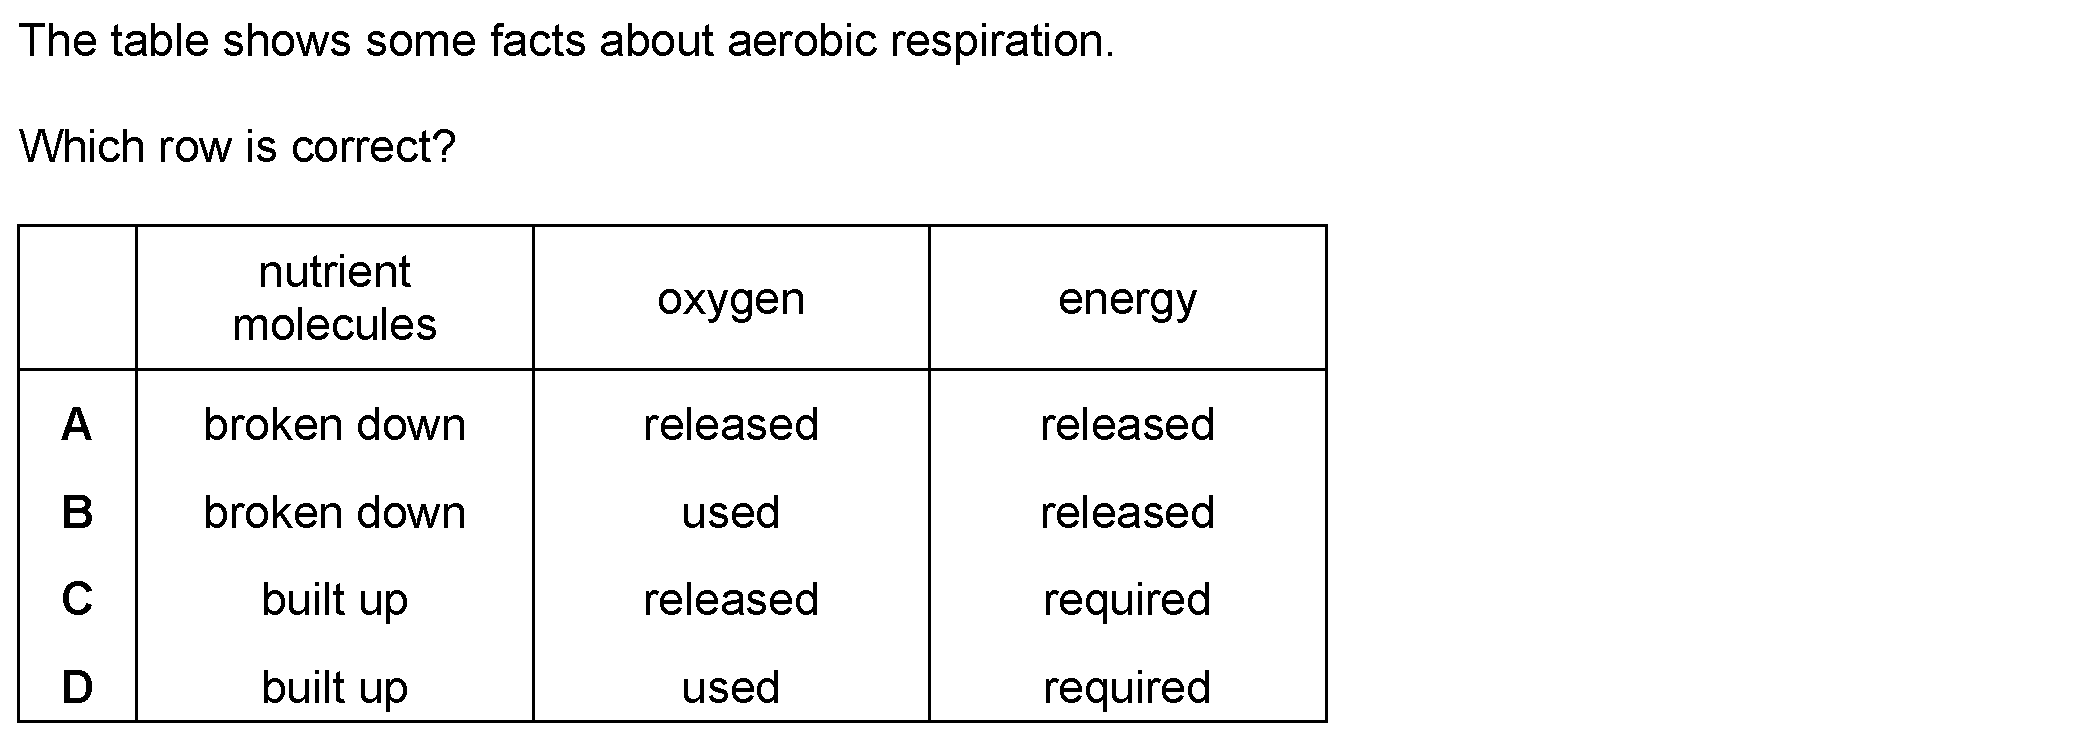 The table shows some facts about aerobic respiration.
Which row is correct?
nutrient
molecules
oxygen
energy
A broken down released released
B broken down used released
C built up released required
D built up used required